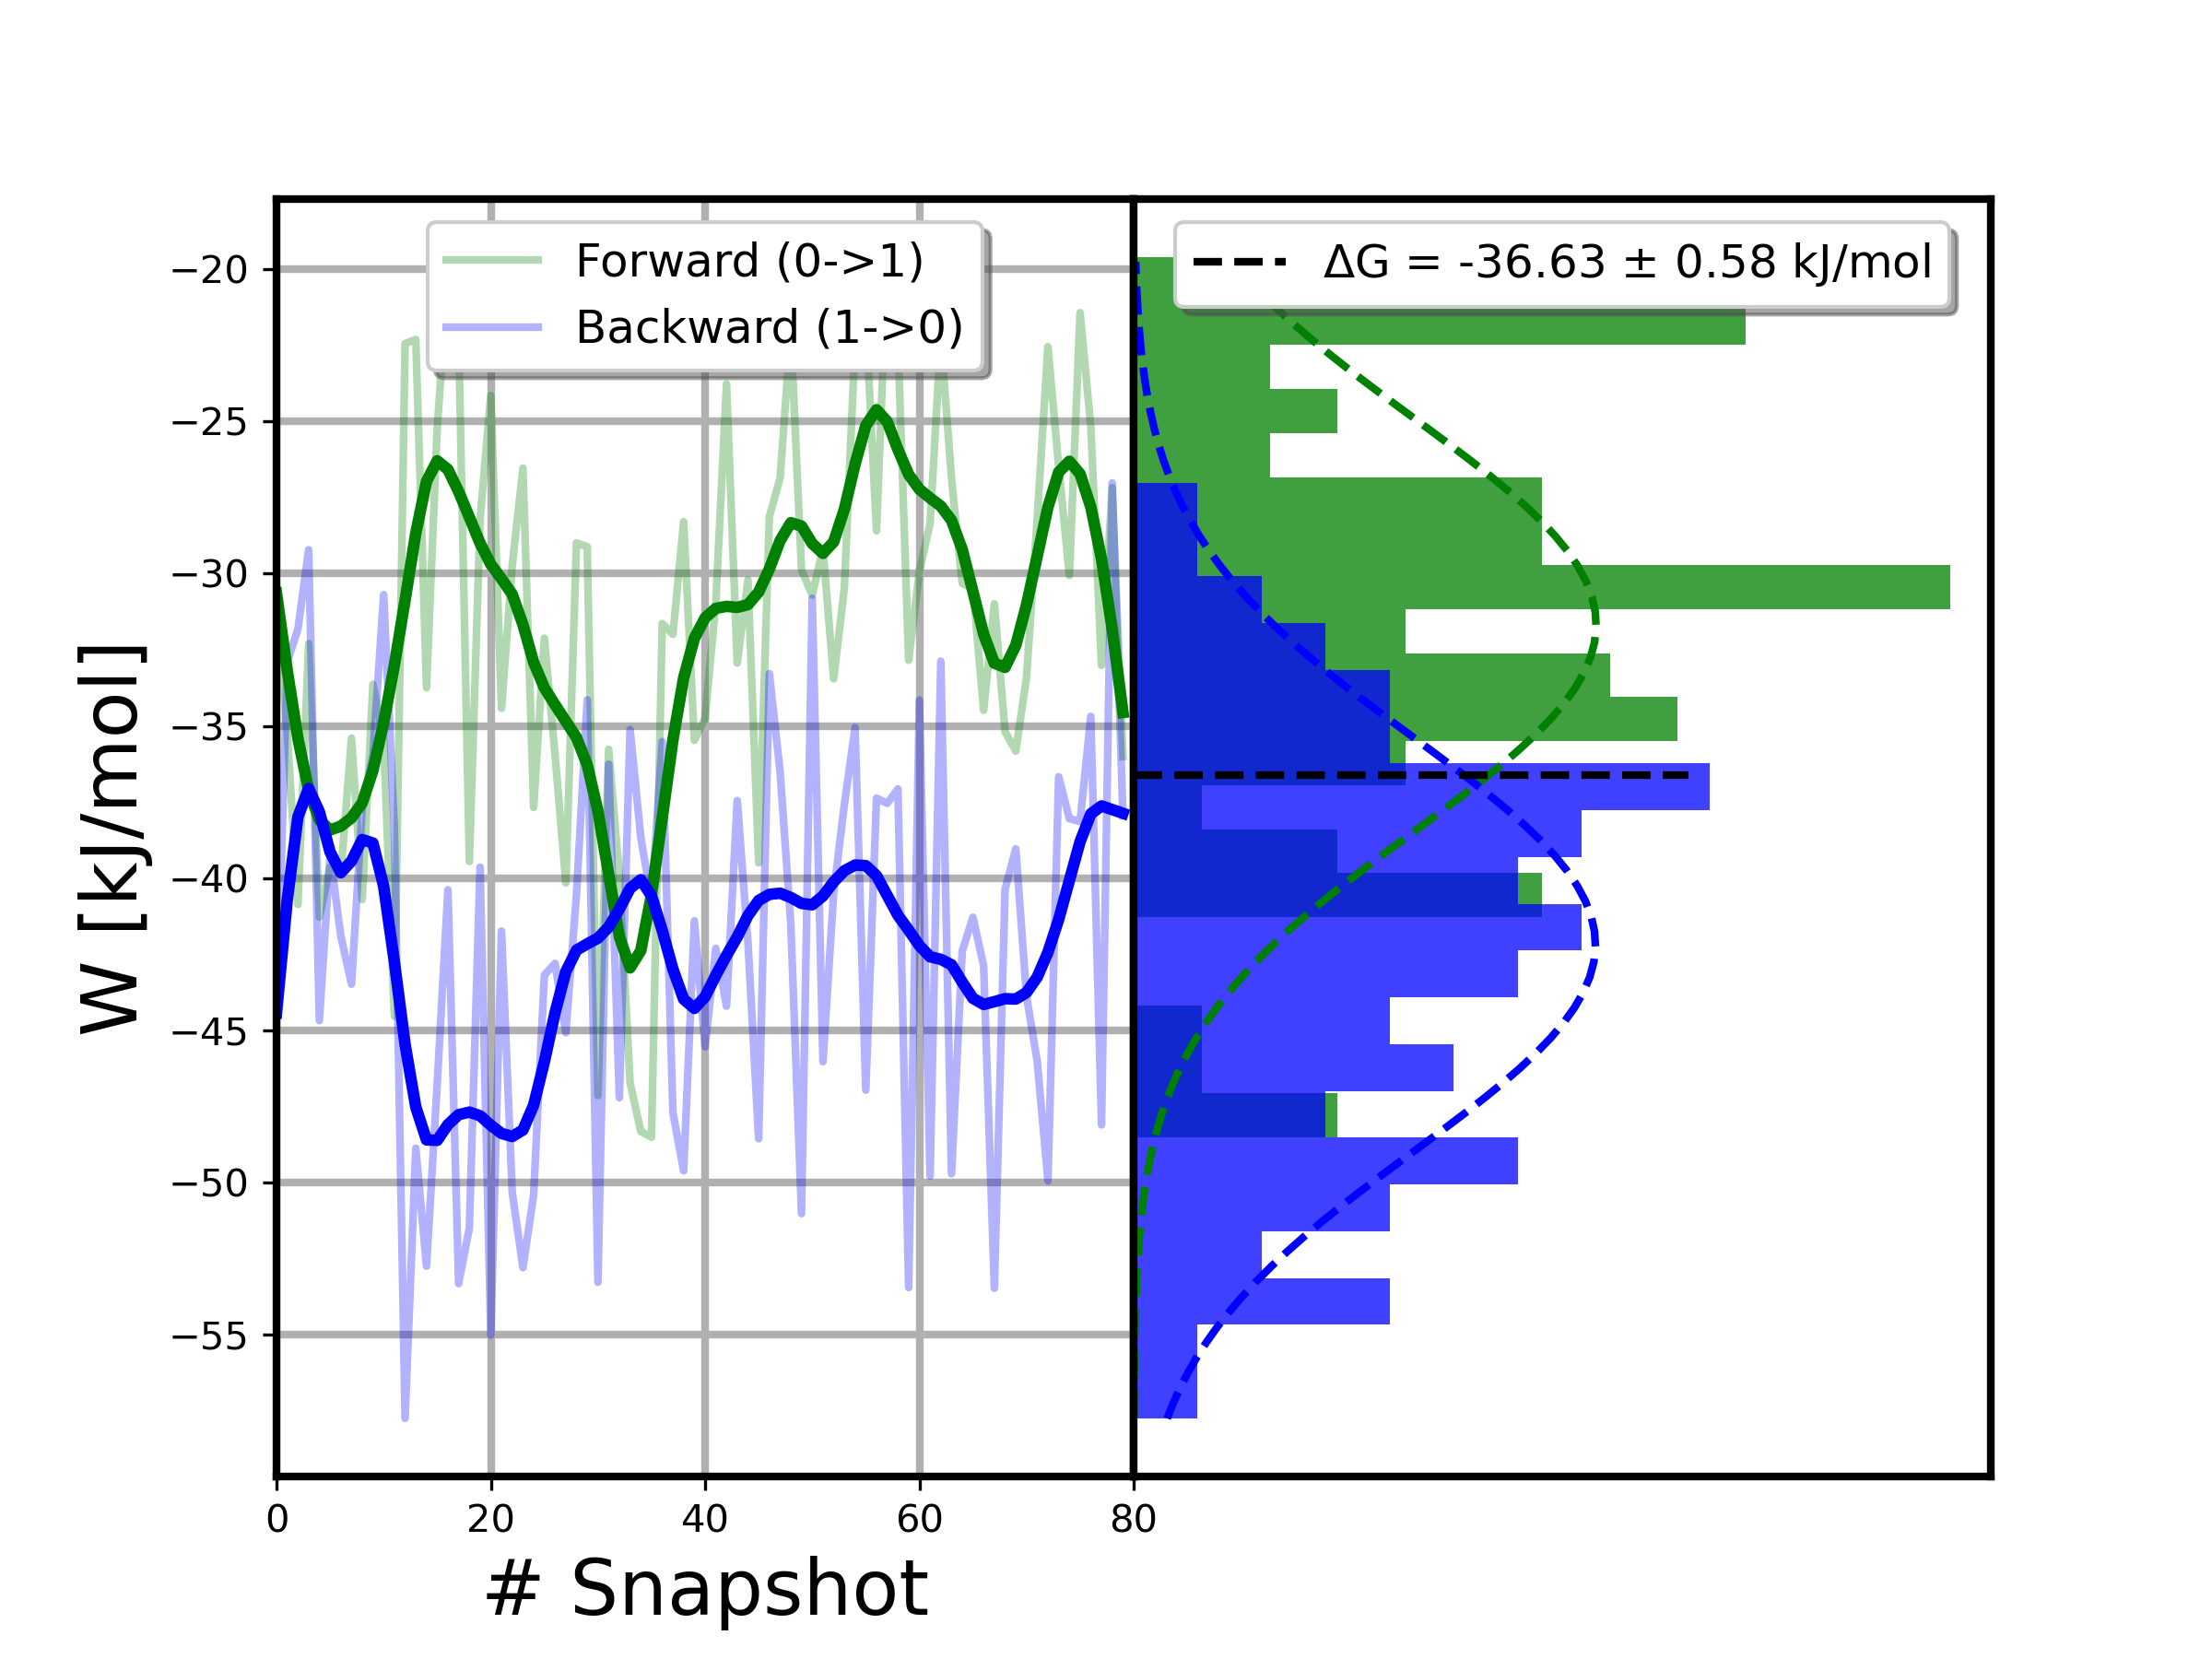 Forward (0->1)
Backward (1->0)
ΔG = -36.63 ± 0.58 kJ/mol
W [kJ/mol]
−20
−25
−30
−35
−40
−45
−50
−55
0 20 40 60 80
# Snapshot